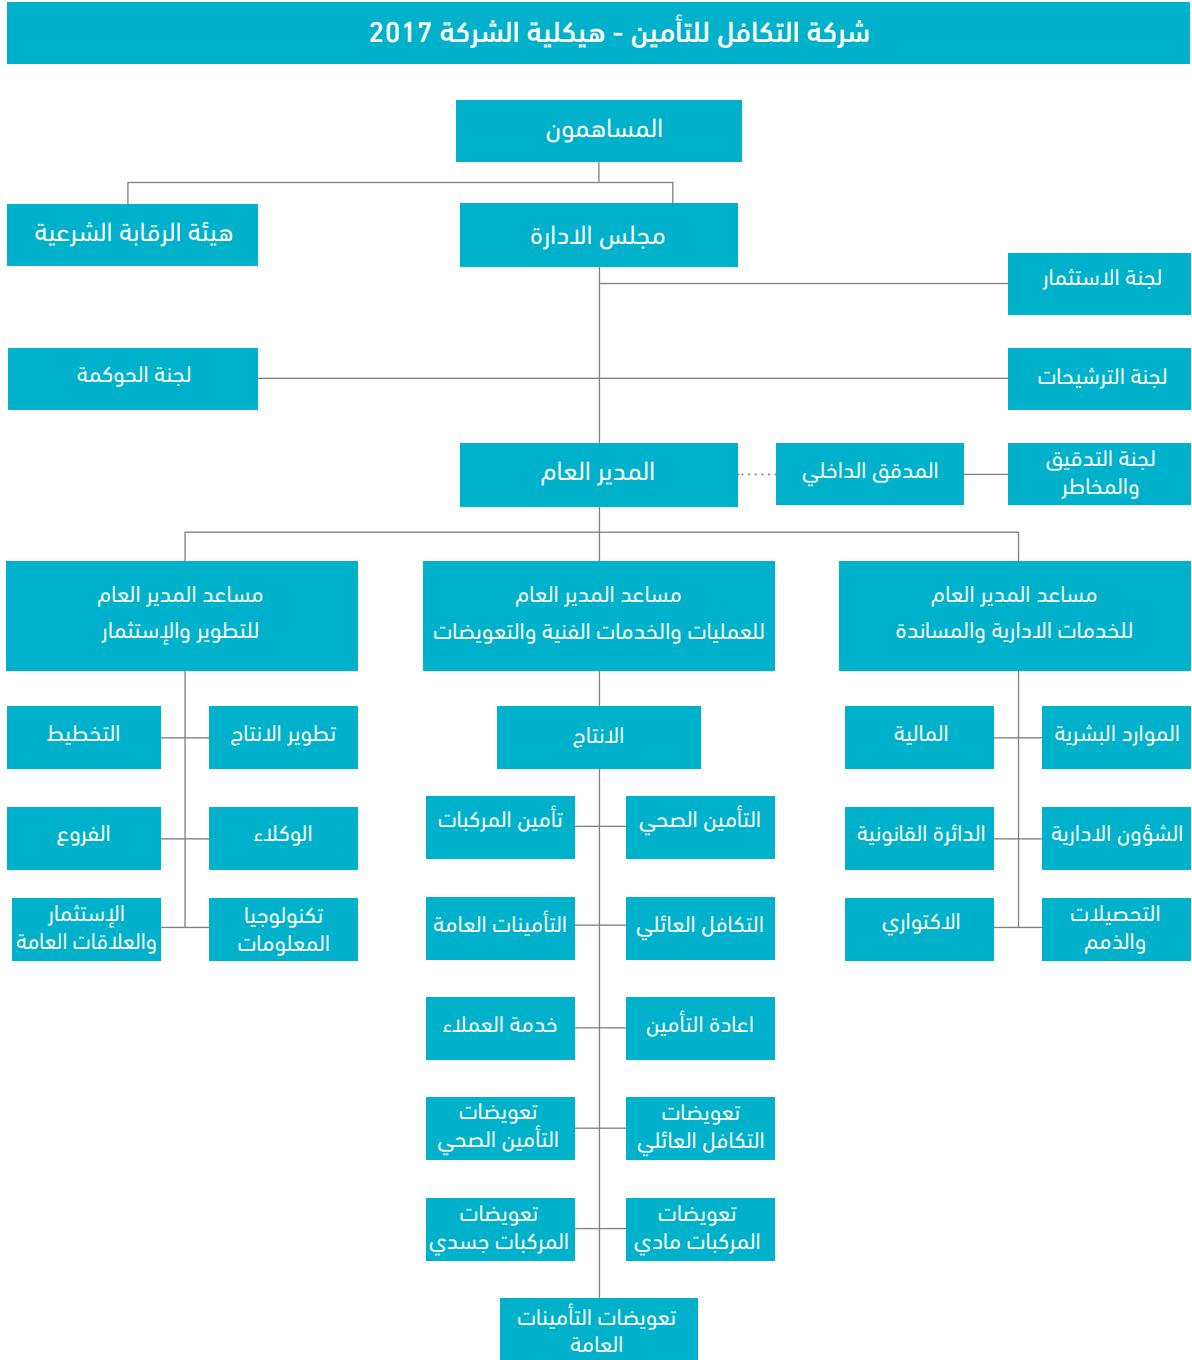 شركة التكافل للتأمين - هيكلية الشركة 2017
المساهمون
مجلس الادارة
هيئة الرقابة الشرعية
لجنة الاستثمار
لجنة الترشيحات
لجنة الحوكمة
لجنة التدقيق
والمخاطر
المدقق الداخلي
المدير العام
مساعد المدير العام
للخدمات الادارية والمساندة
مساعد المدير العام
للعمليات والخدمات الفنية والتعويضات
مساعد المدير العام
للتطوير والإستثمار
الموارد البشرية
المالية
الشؤون الادارية
الدائرة القانونية
التحصيلات
والذمم
الاكتواري
الانتاج
التأمين الصحي
تأمين المركبات
التكافل العائلي
التأمينات العامة
اعادة التأمين
خدمة العملاء
تعويضات
التكافل العائلي
تعويضات
التأمين الصحي
تعويضات
المركبات مادي
تعويضات
المركبات جسدي
تعويضات التأمينات
العامة
تطوير الانتاج
التخطيط
الوكلاء
الفروع
تكنولوجيا
المعلومات
الإستثمار
والعلاقات العامة